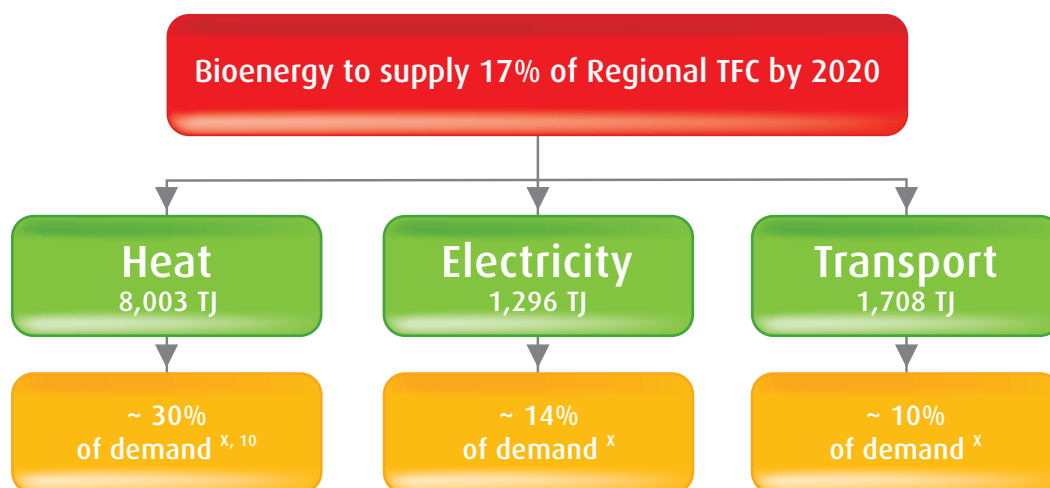 Bioenergy to supply 17% of Regional TFC by 2020
Heat
8,003 TJ
Electricity
1,296 TJ
Transport
1,708 TJ
~ 30%
of demand x, 10
~ 14%
of demand x
~ 10%
of demand x